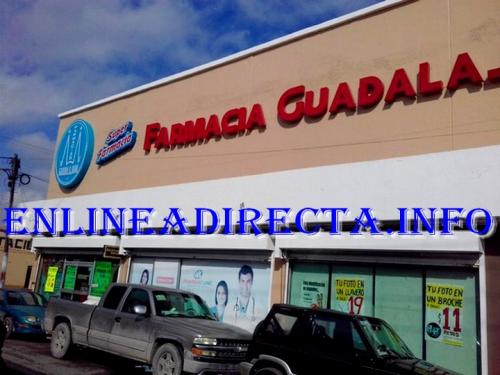 Super
Farmacia
FARMACIA GUADALA
ENLINEADIRECTA.INFO
TU FOTO EN
UN LLAVERO
19
TU FOTO
EN UN
BROCHE
11